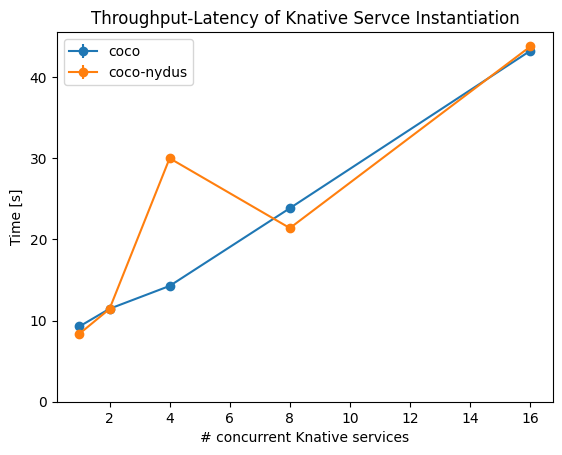 Throughput-Latency of Knative Servce Instantiation
coco
coco-nydus
40
30
20
10
0
Time [s]
2 4 6 8 10 12 14 16
# concurrent Knative services